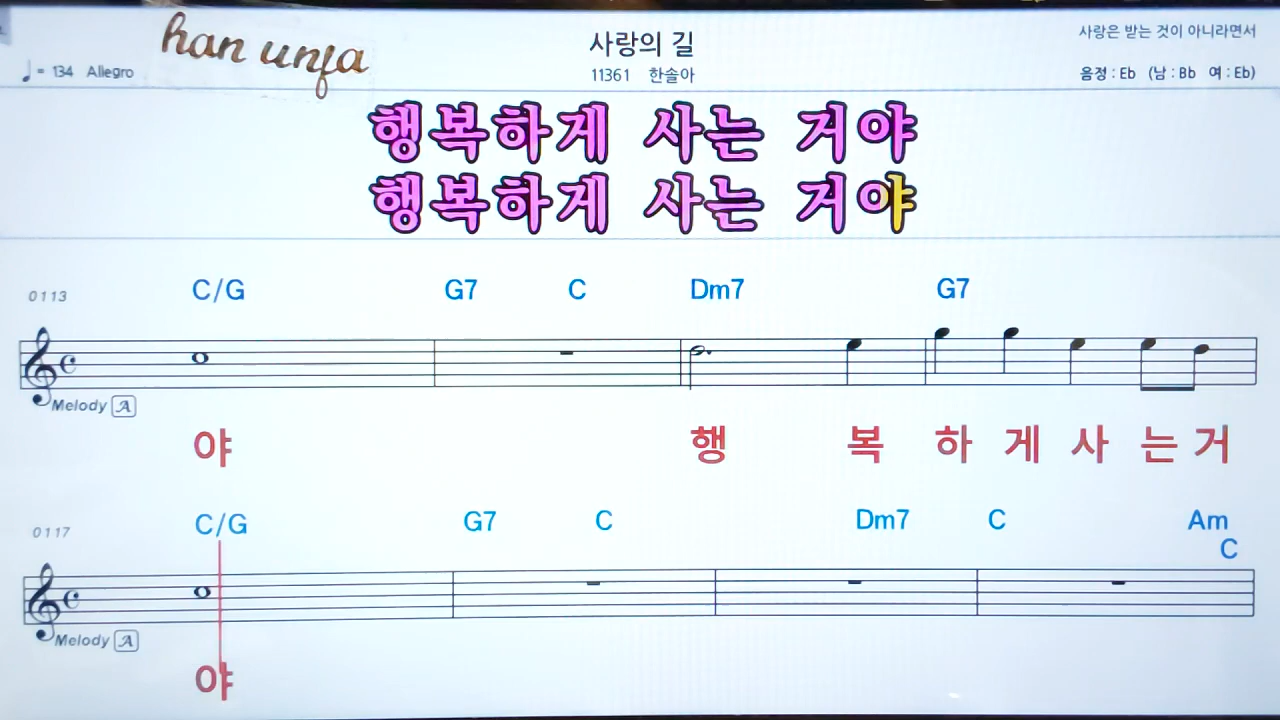 han unja
사랑의 길
사랑은 받는 것이 아니라면서
♩= 134 Allegro
11361 한솔아
음정 : Eb (남 : Bb 여 : Eb)
행복하게 사는 거야
행복하게 사는 거야
0113
C/G G7 C Dm7 G7
Melody A
야 행 복 하 게 사 는 거
0117
C/G G7 C Dm7 C Am
C
Melody A
야